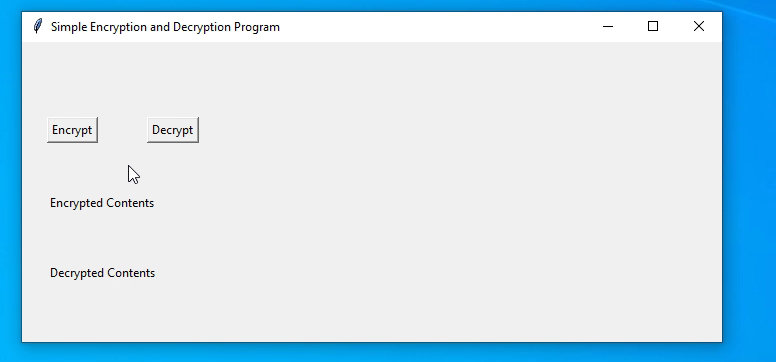 Simple Encryption and Decryption Program
Encrypt Decrypt
Encrypted Contents
Decrypted Contents